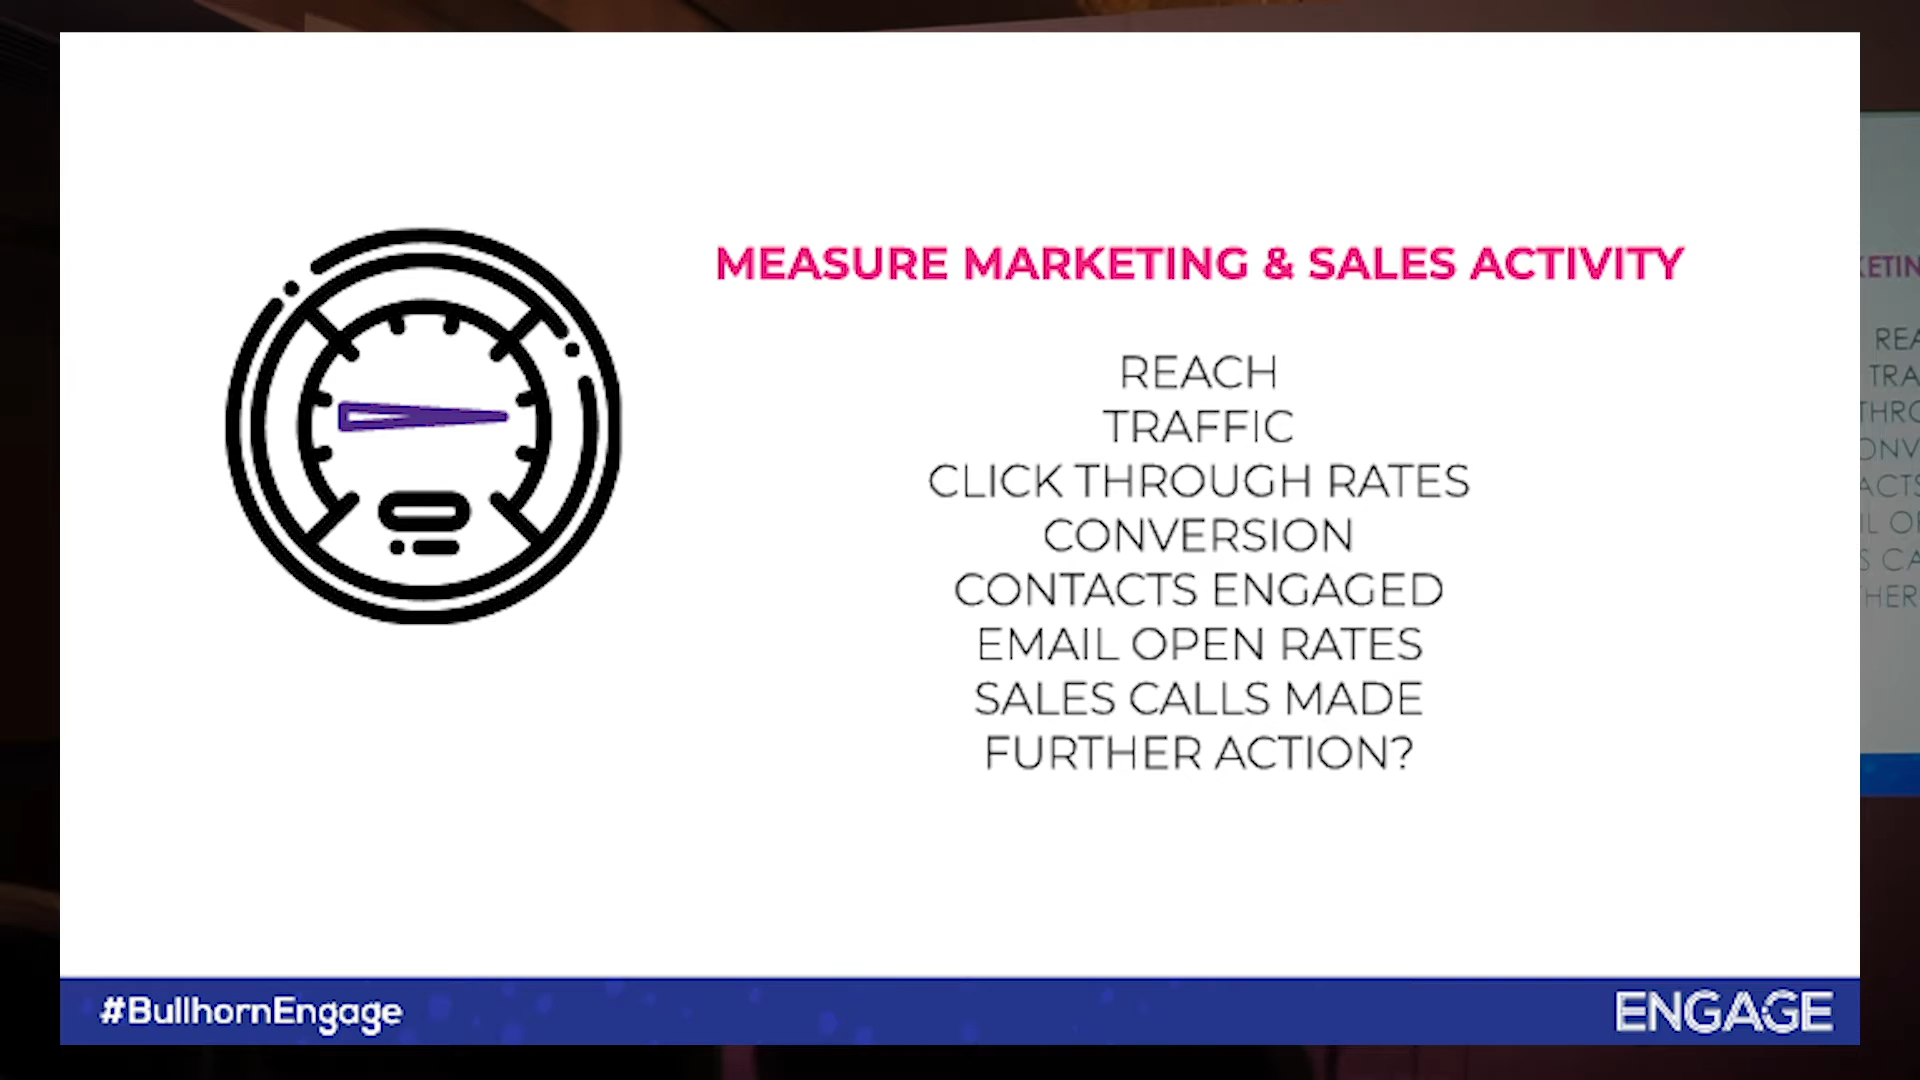 MEASURE MARKETING & SALES ACTIVITY
REACH
TRAFFIC
CLICK THROUGH RATES
CONVERSION
CONTACTS ENGAGED
EMAIL OPEN RATES
SALES CALLS MADE
FURTHER ACTION?
#BullhornEngage
ENGAGE